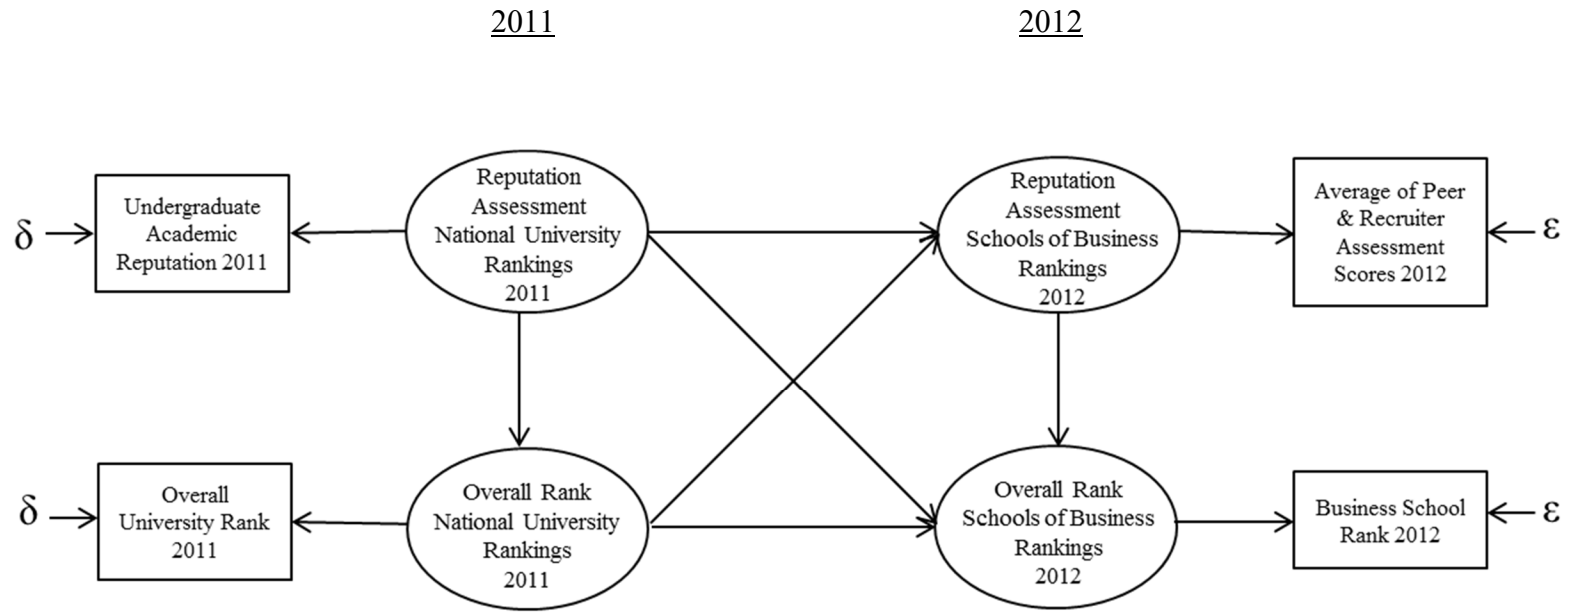 2011
2012
Undergraduate
Academic
Reputation 2011
δ
Reputation
Assessment
National University
Rankings
2011
Reputation
Assessment
Schools of Business
Rankings
2012
Average of Peer
& Recruiter
Assessment
Scores 2012
ε
δ
Overall
University Rank
2011
Overall Rank
National University
Rankings
2011
Overall Rank
Schools of Business
Rankings
2012
Business School
Rank 2012
ε